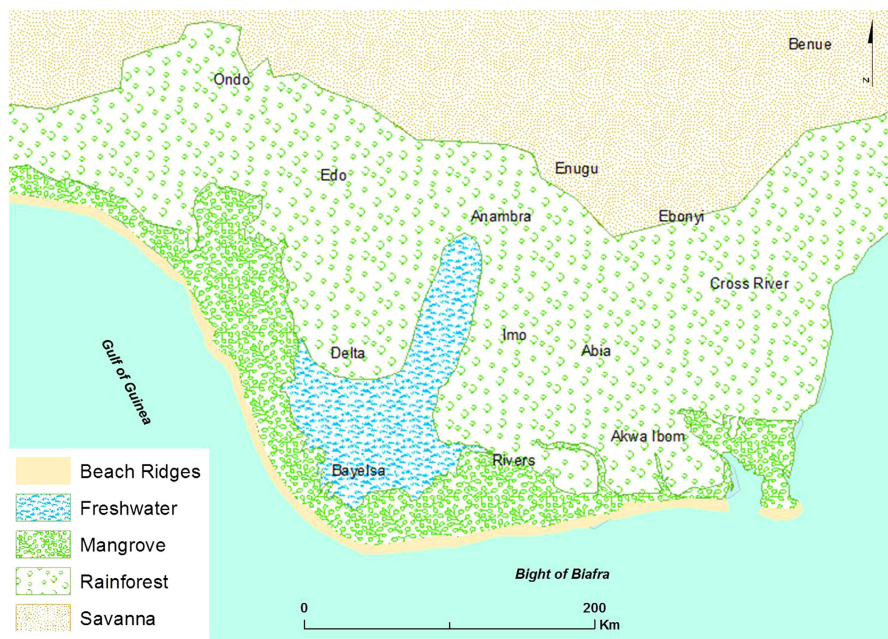 Benue
Z
Ondo
Edo
Enugu
Anambra
Ebonyi
Cross River
Imo
Abia
Delta
Gulf of Guinea
Akwa Ibom
Rivers
Bayelsa
Beach Ridges
Freshwater
Mangrove
Rainforest
Savanna
Bight of Biafra
0 200
Km